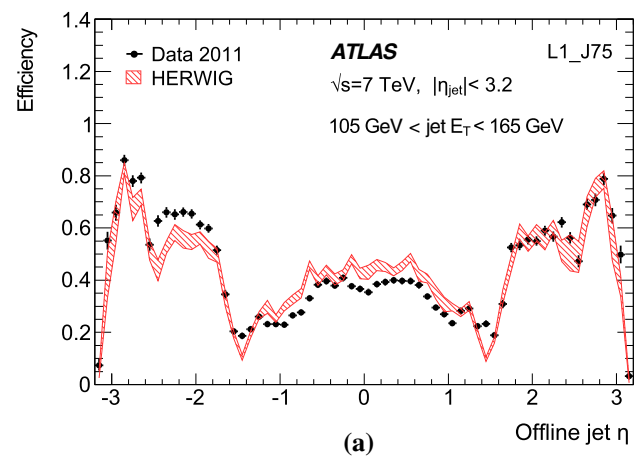 Efficiency
1.4
1.2
1
0.8
0.6
0.4
0.2
0
Data 2011
HERWIG
ATLAS
L1_J75
√s=7 TeV, |ηjet|< 3.2
105 GeV < jet ET < 165 GeV
-3 -2 -1 0 1 2 3
Offline jet η
(a)